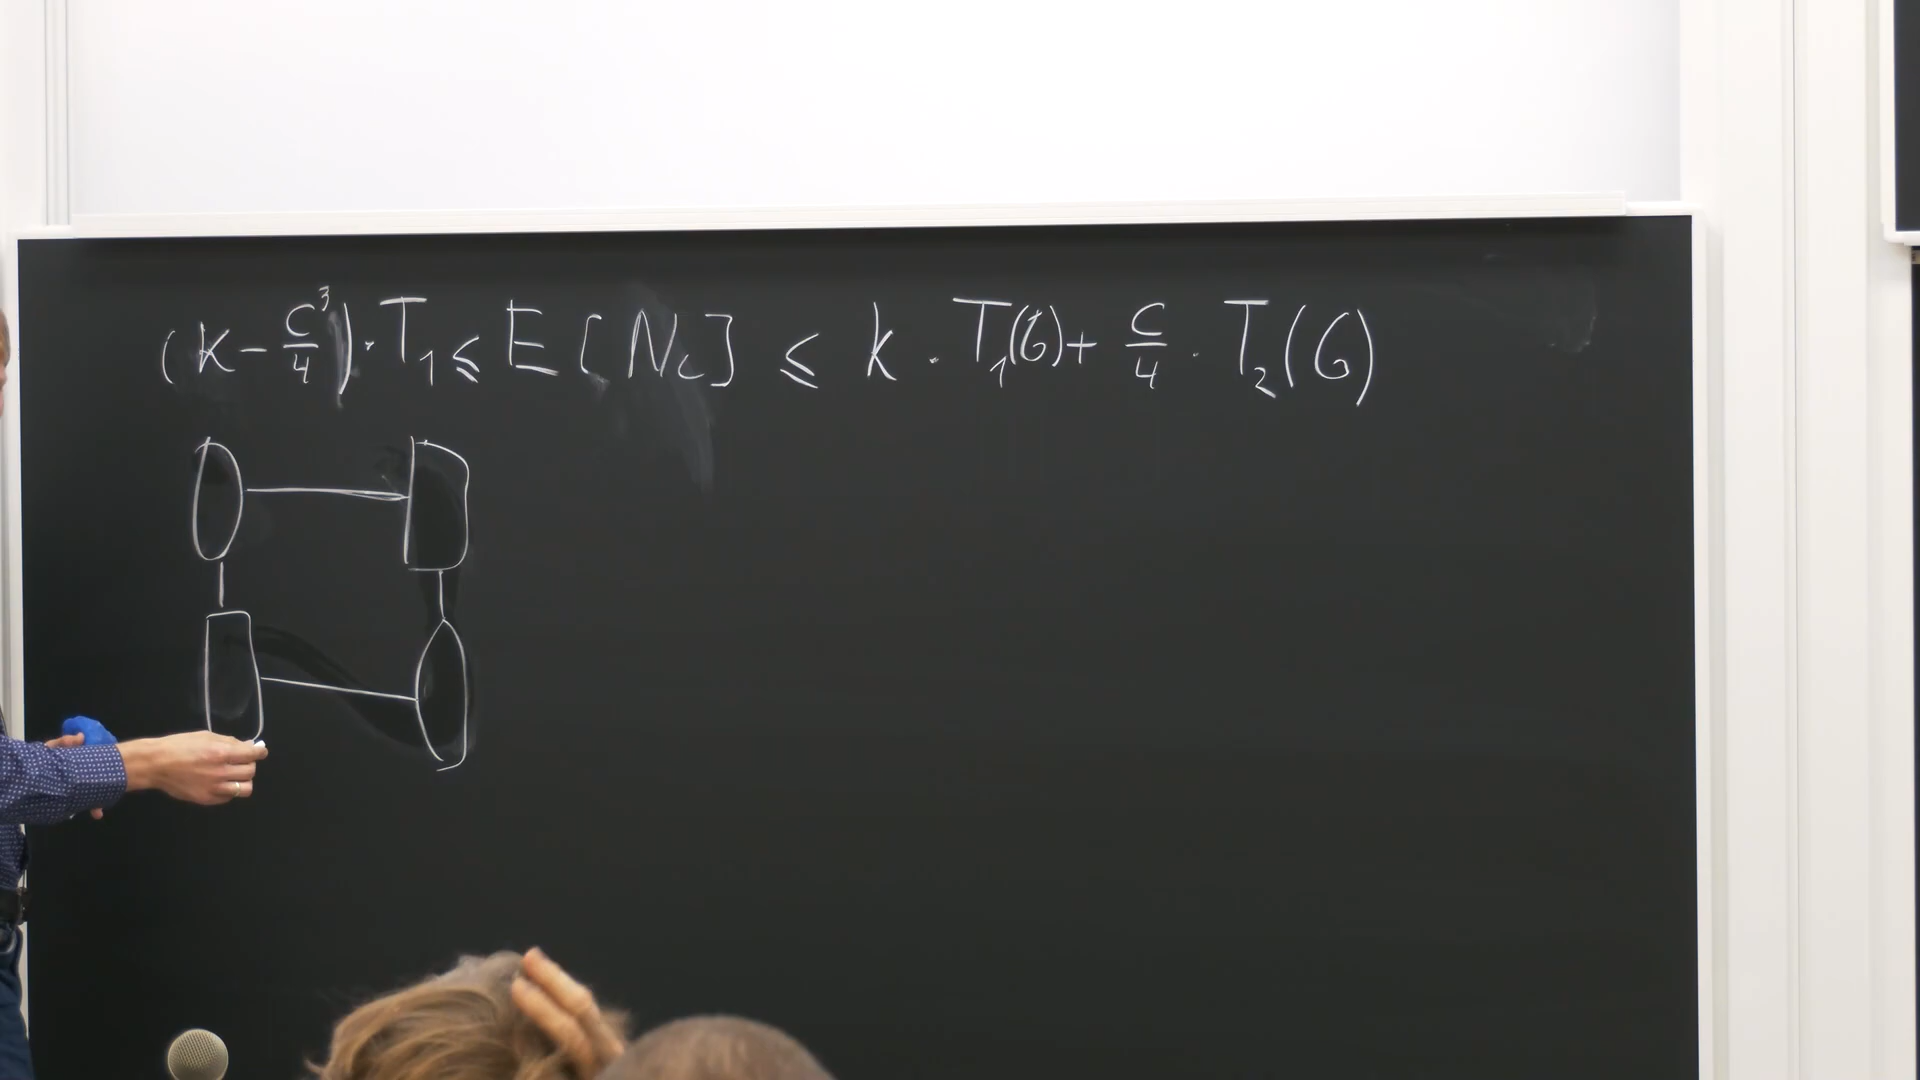 (K - C³/4) · T₁ ≤ E[N_c] ≤ k · T₁(G) + C/4 · T₂(G)